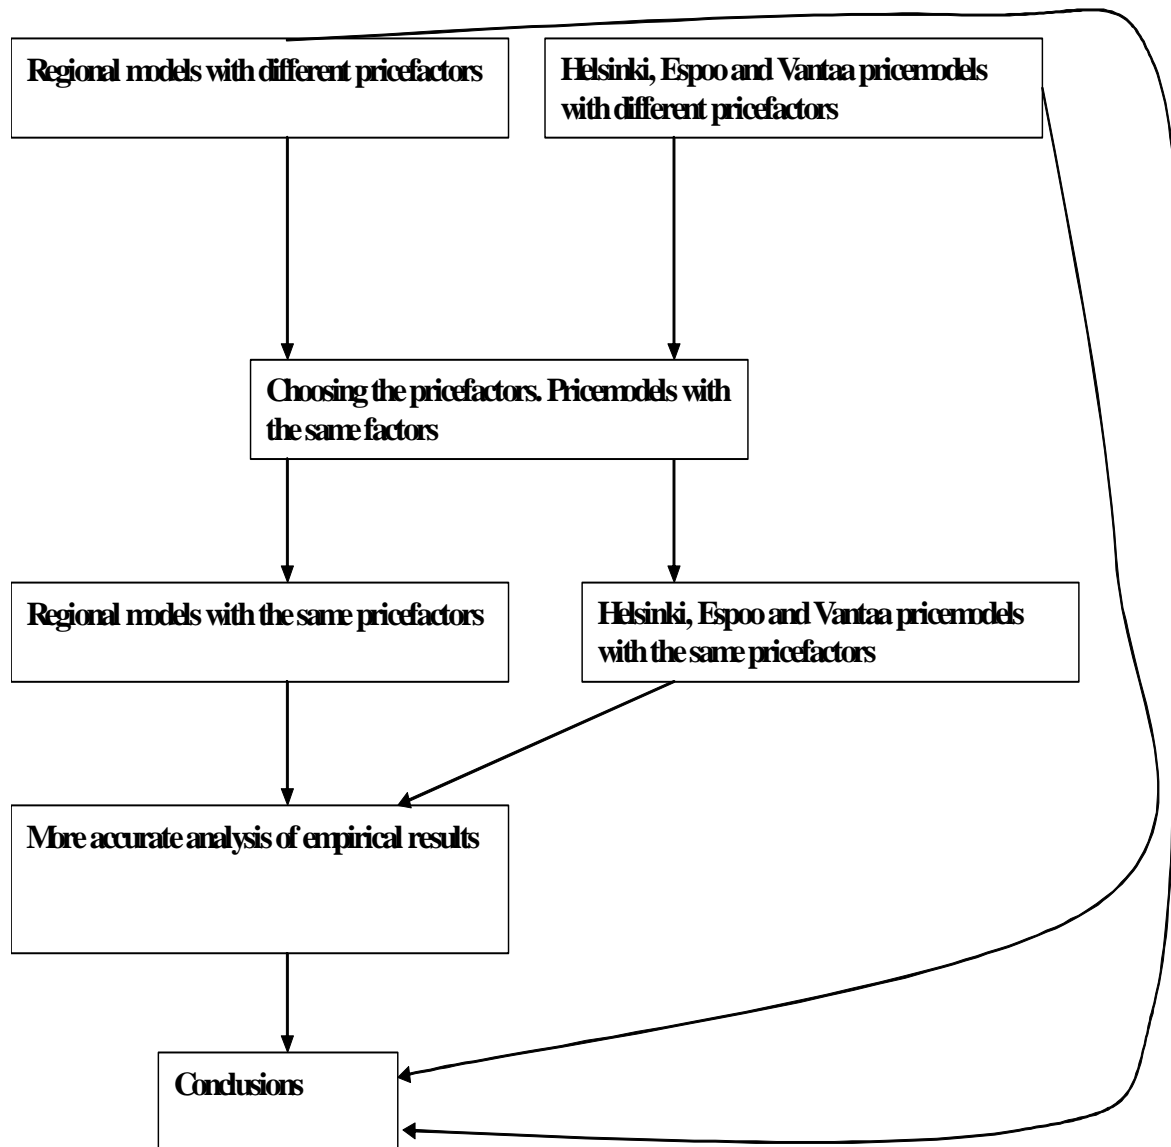 Regional models with different pricefactors
Helsinki, Espoo and Vantaa pricemodels
with different pricefactors
Choosing the pricefactors. Pricemodels with
the same factors
Regional models with the same pricefactors
Helsinki, Espoo and Vantaa pricemodels
with the same pricefactors
More accurate analysis of empirical results
Conclusions